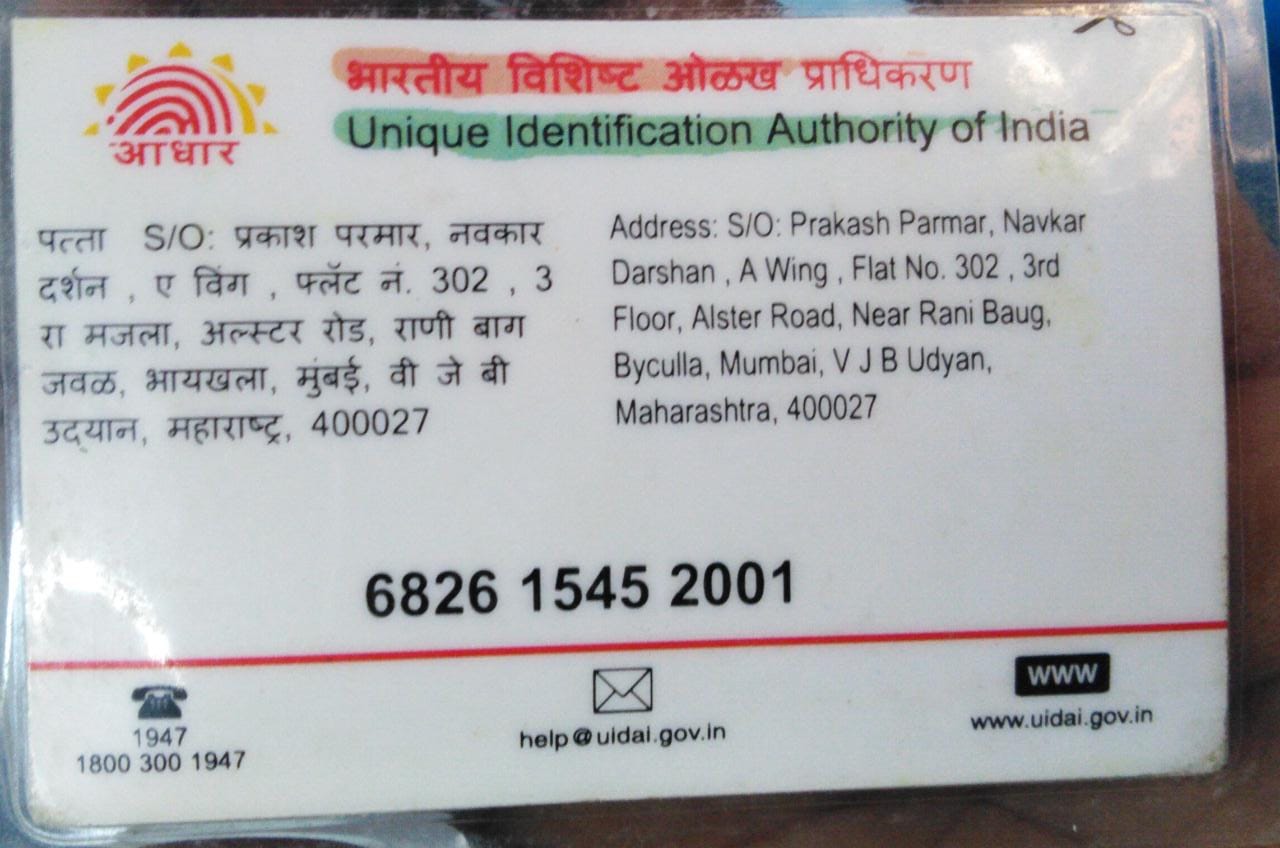 आधार
भारतीय विशिष्ट ओळख प्राधिकरण
Unique Identification Authority of India
पत्ता S/O: प्रकाश परमार, नवकार
दर्शन , ए विंग , फ्लॅट नं. 302 , 3
रा मजला, अल्स्टर रोड, राणी बाग
जवळ, भायखला, मुंबई, वी जे बी
उद्यान, महाराष्ट्र, 400027
Address: S/O: Prakash Parmar, Navkar
Darshan , A Wing , Flat No. 302 , 3rd
Floor, Alster Road, Near Rani Baug,
Byculla, Mumbai, V J B Udyan,
Maharashtra, 400027
6826 1545 2001
1947
1800 300 1947
help@uidai.gov.in
www
www.uidai.gov.in